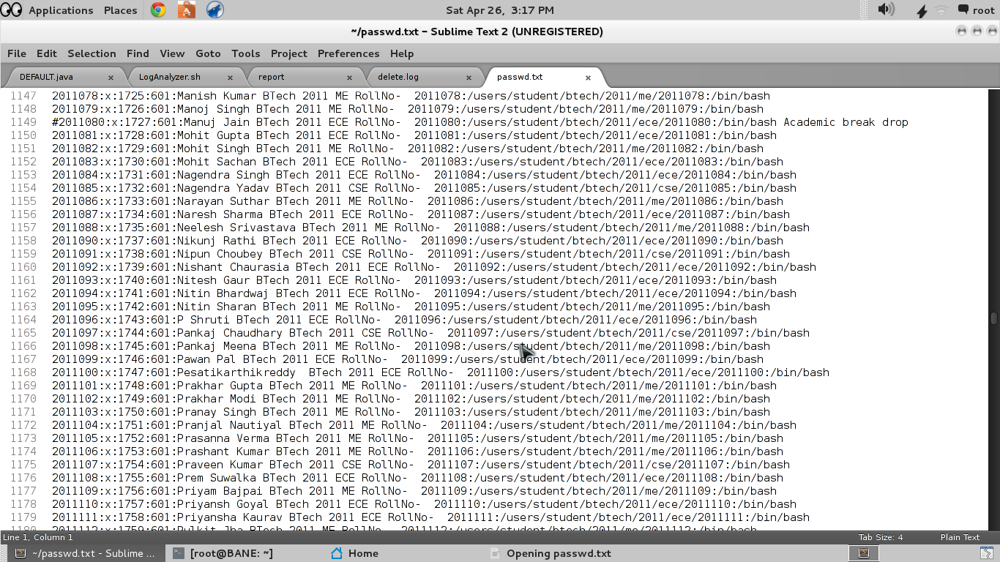 Applications Places Sat Apr 26, 3:17 PM root
~/passwd.txt - Sublime Text 2 (UNREGISTERED)
File Edit Selection Find View Goto Tools Project Preferences Help
DEFAULT.java × LogAnalyzer.sh × report × delete.log × passwd.txt ×
1147 2011078:x:1725:601:Manish Kumar BTech 2011 ME RollNo-  2011078:/users/student/btech/2011/me/2011078:/bin/bash
1148 2011079:x:1726:601:Manoj Singh BTech 2011 ME RollNo-  2011079:/users/student/btech/2011/me/2011079:/bin/bash
1149 #2011080:x:1727:601:Manuj Jain BTech 2011 ECE RollNo-  2011080:/users/student/btech/2011/ece/2011080:/bin/bash Academic break drop
1150 2011081:x:1728:601:Mohit Gupta BTech 2011 ECE RollNo-  2011081:/users/student/btech/2011/ece/2011081:/bin/bash
1151 2011082:x:1729:601:Mohit Singh BTech 2011 ME RollNo-  2011082:/users/student/btech/2011/me/2011082:/bin/bash
1152 2011083:x:1730:601:Mohit Sachan BTech 2011 ECE RollNo-  2011083:/users/student/btech/2011/ece/2011083:/bin/bash
1153 2011084:x:1731:601:Nagendra Singh BTech 2011 ECE RollNo-  2011084:/users/student/btech/2011/ece/2011084:/bin/bash
1154 2011085:x:1732:601:Nagendra Yadav BTech 2011 CSE RollNo-  2011085:/users/student/btech/2011/cse/2011085:/bin/bash
1155 2011086:x:1733:601:Narayan Suthar BTech 2011 ME RollNo-  2011086:/users/student/btech/2011/me/2011086:/bin/bash
1156 2011087:x:1734:601:Naresh Sharma BTech 2011 ECE RollNo-  2011087:/users/student/btech/2011/ece/2011087:/bin/bash
1157 2011088:x:1735:601:Neelesh Srivastava BTech 2011 ME RollNo-  2011088:/users/student/btech/2011/me/2011088:/bin/bash
1158 2011090:x:1737:601:Nikunj Rathi BTech 2011 ECE RollNo-  2011090:/users/student/btech/2011/ece/2011090:/bin/bash
1159 2011091:x:1738:601:Nipun Choubey BTech 2011 CSE RollNo-  2011091:/users/student/btech/2011/cse/2011091:/bin/bash
1160 2011092:x:1739:601:Nishant Chaurasia BTech 2011 ECE RollNo-  2011092:/users/student/btech/2011/ece/2011092:/bin/bash
1161 2011093:x:1740:601:Nitesh Gaur BTech 2011 ECE RollNo-  2011093:/users/student/btech/2011/ece/2011093:/bin/bash
1162 2011094:x:1741:601:Nitin Bhardwaj BTech 2011 ECE RollNo-  2011094:/users/student/btech/2011/ece/2011094:/bin/bash
1163 2011095:x:1742:601:Nitin Sharan BTech 2011 ME RollNo-  2011095:/users/student/btech/2011/me/2011095:/bin/bash
1164 2011096:x:1743:601:P Shruti BTech 2011 ECE RollNo-  2011096:/users/student/btech/2011/ece/2011096:/bin/bash
1165 2011097:x:1744:601:Pankaj Chaudhary BTech 2011 CSE RollNo-  2011097:/users/student/btech/2011/cse/2011097:/bin/bash
1166 2011098:x:1745:601:Pankaj Meena BTech 2011 ME RollNo-  2011098:/users/student/btech/2011/me/2011098:/bin/bash
1167 2011099:x:1746:601:Pawan Pal BTech 2011 ECE RollNo-  2011099:/users/student/btech/2011/ece/2011099:/bin/bash
1168 2011100:x:1747:601:Pesatikarthikreddy  BTech 2011 ECE RollNo-  2011100:/users/student/btech/2011/ece/2011100:/bin/bash
1169 2011101:x:1748:601:Prakhar Gupta BTech 2011 ME RollNo-  2011101:/users/student/btech/2011/me/2011101:/bin/bash
1170 2011102:x:1749:601:Prakhar Modi BTech 2011 ME RollNo-  2011102:/users/student/btech/2011/me/2011102:/bin/bash
1171 2011103:x:1750:601:Pranay Singh BTech 2011 ME RollNo-  2011103:/users/student/btech/2011/me/2011103:/bin/bash
1172 2011104:x:1751:601:Pranjal Nautiyal BTech 2011 ME RollNo-  2011104:/users/student/btech/2011/me/2011104:/bin/bash
1173 2011105:x:1752:601:Prasanna Verma BTech 2011 ME RollNo-  2011105:/users/student/btech/2011/me/2011105:/bin/bash
1174 2011106:x:1753:601:Prashant Kumar BTech 2011 ME RollNo-  2011106:/users/student/btech/2011/me/2011106:/bin/bash
1175 2011107:x:1754:601:Praveen Kumar BTech 2011 CSE RollNo-  2011107:/users/student/btech/2011/cse/2011107:/bin/bash
1176 2011108:x:1755:601:Prem Suwalka BTech 2011 ECE RollNo-  2011108:/users/student/btech/2011/ece/2011108:/bin/bash
1177 2011109:x:1756:601:Priyam Bajpai BTech 2011 ME RollNo-  2011109:/users/student/btech/2011/me/2011109:/bin/bash
1178 2011110:x:1757:601:Priyansh Goyal BTech 2011 ECE RollNo-  2011110:/users/student/btech/2011/ece/2011110:/bin/bash
1179 2011111:x:1758:601:Priyansha Kaurav BTech 2011 ECE RollNo-  2011111:/users/student/btech/2011/ece/2011111:/bin/bash
1180 2011112:x:1759:601:Pulkit Jha BTech 2011 ME RollNo-  2011112:/users/student/btech/2011/me/2011112:/bin/bash
Line 1, Column 1 Tab Size: 4 Plain Text
~/passwd.txt - Sublime ... [root@BANE: ~] Home Opening passwd.txt